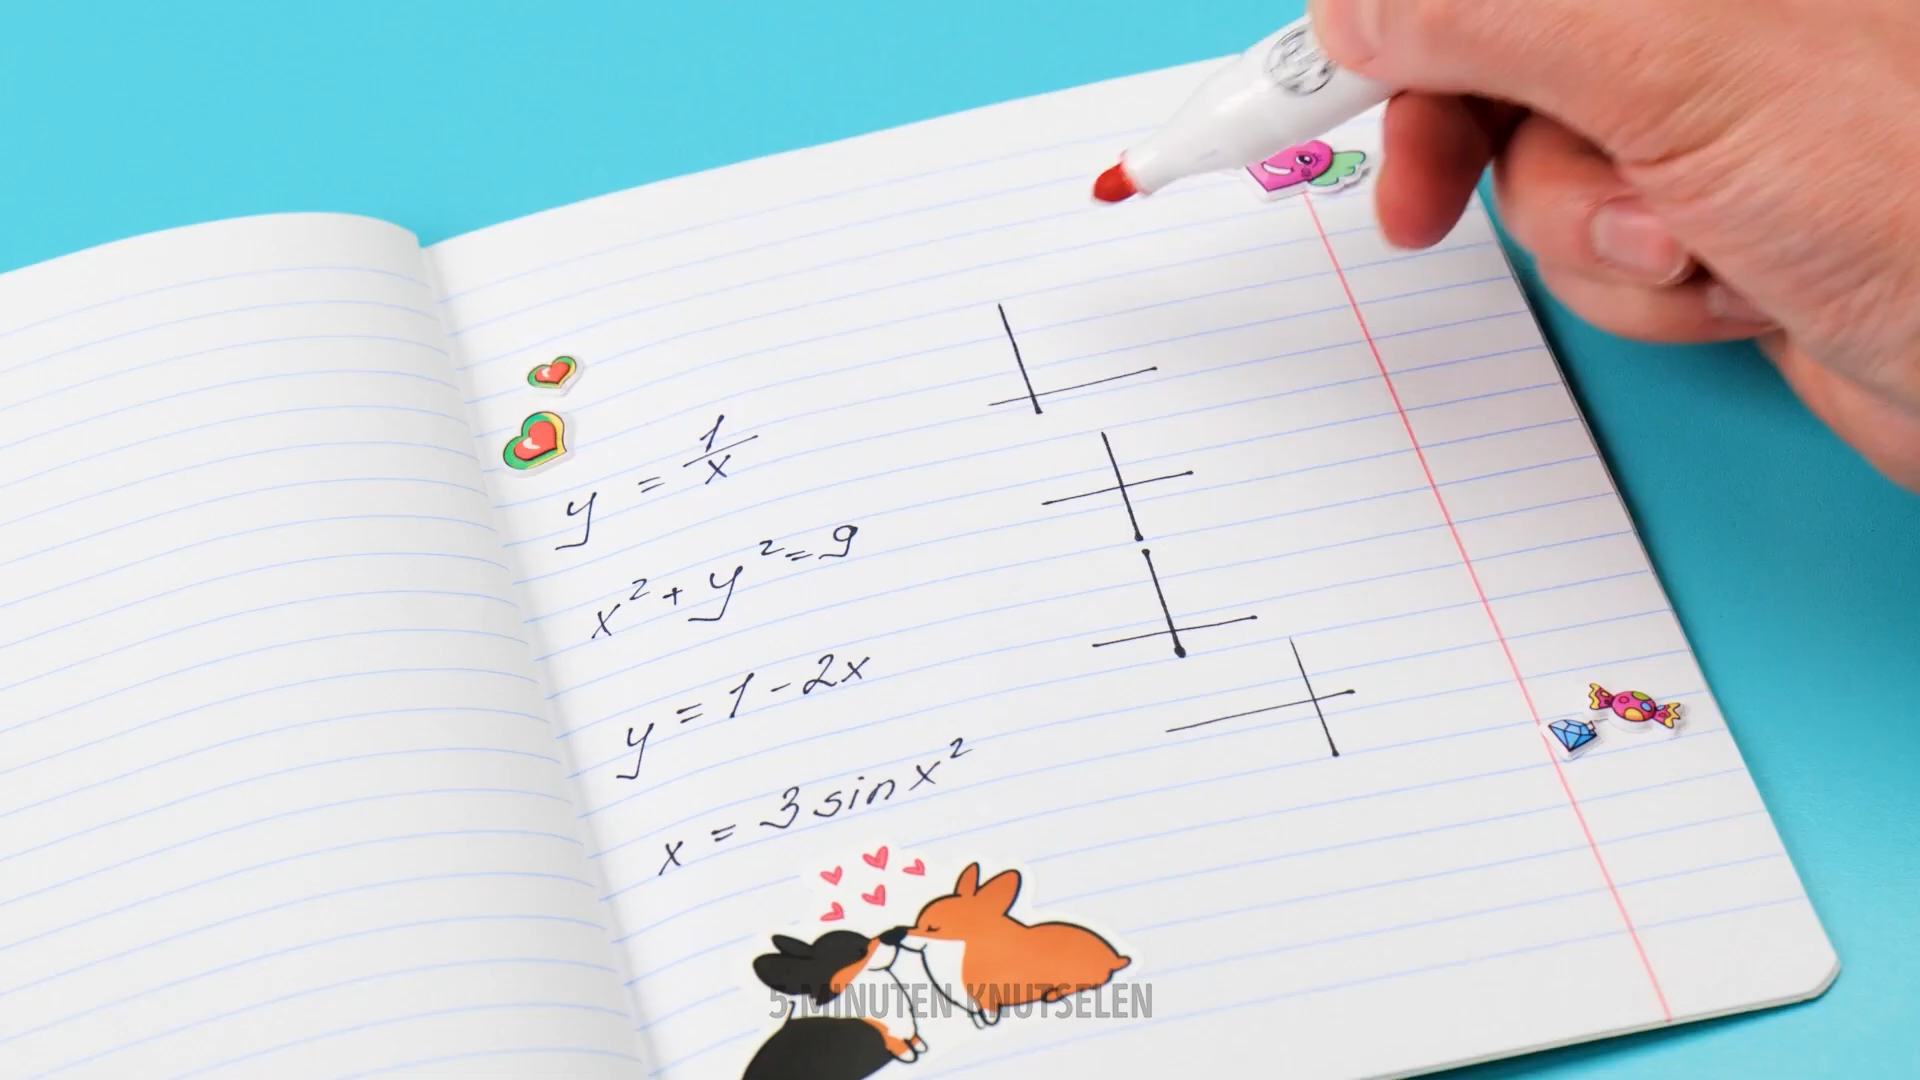 y = 1/x
x² + y² = 9
y = 1 - 2x
x = 3 sin x²
5 MINUTEN KNUTSELEN